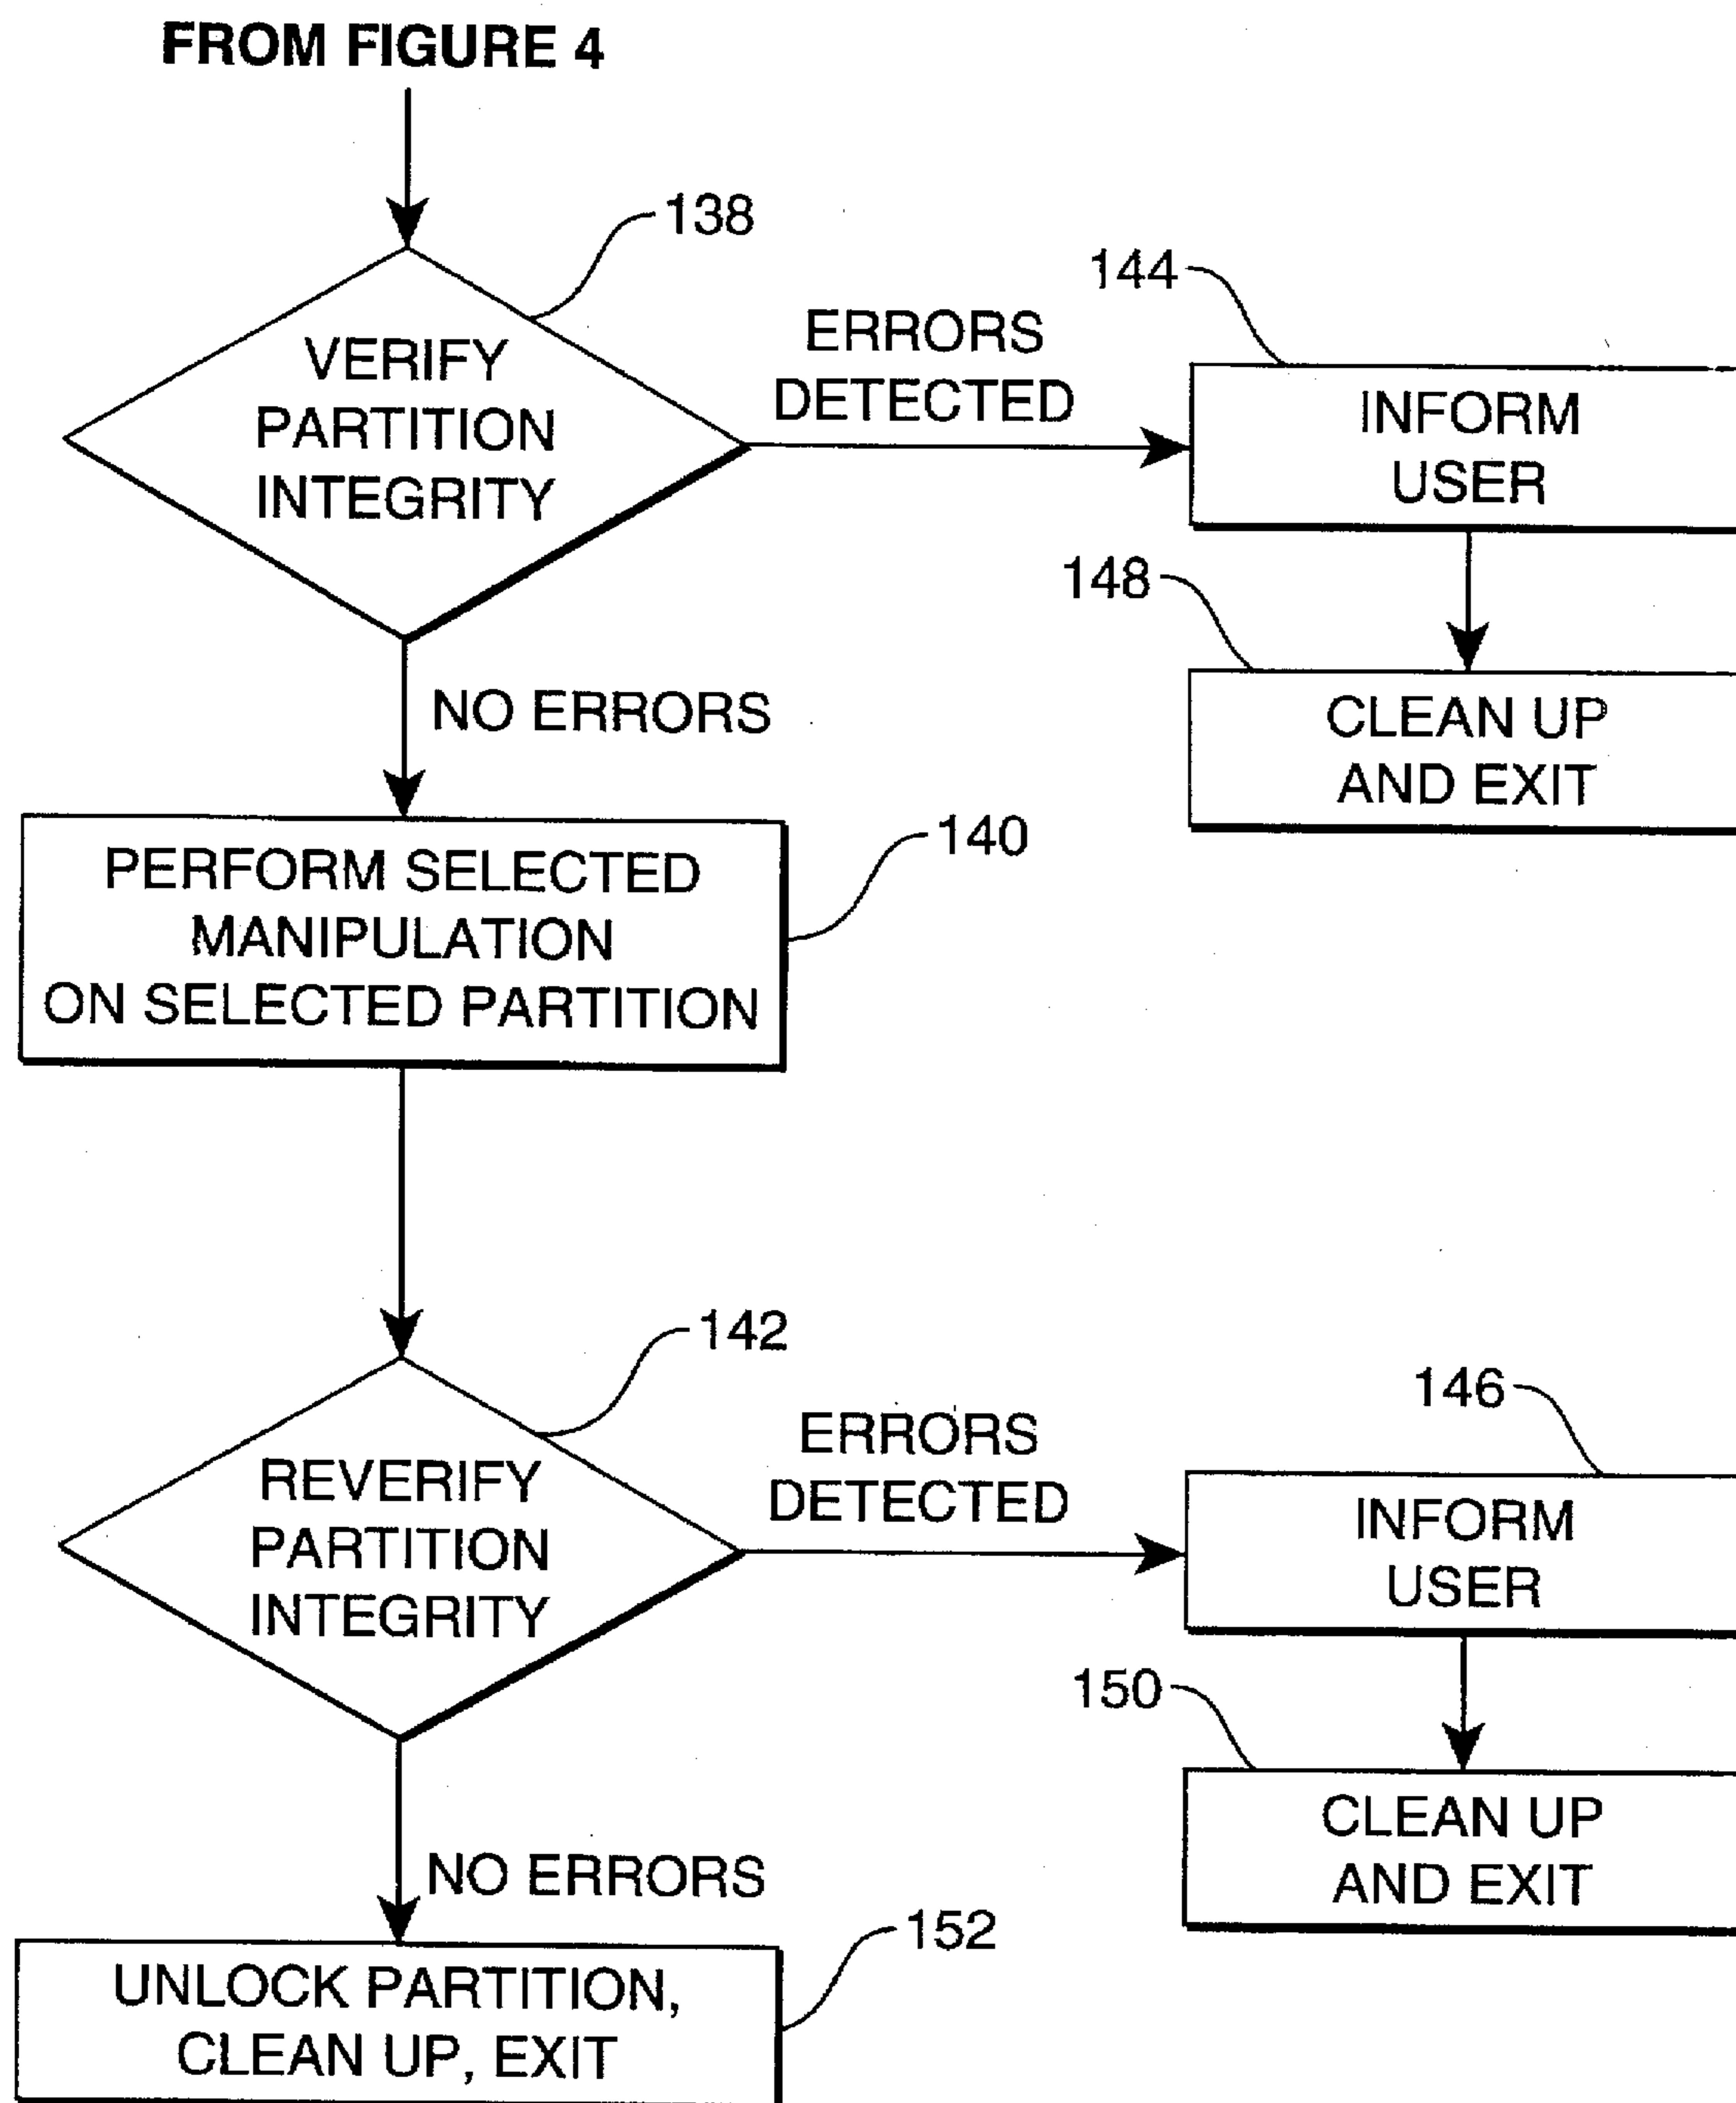 FROM FIGURE 4
138
VERIFY
PARTITION
INTEGRITY
ERRORS
DETECTED
144
INFORM
USER
148
CLEAN UP
AND EXIT
NO ERRORS
140
PERFORM SELECTED
MANIPULATION
ON SELECTED PARTITION
142
REVERIFY
PARTITION
INTEGRITY
ERRORS
DETECTED
146
INFORM
USER
150
CLEAN UP
AND EXIT
NO ERRORS
152
UNLOCK PARTITION,
CLEAN UP, EXIT